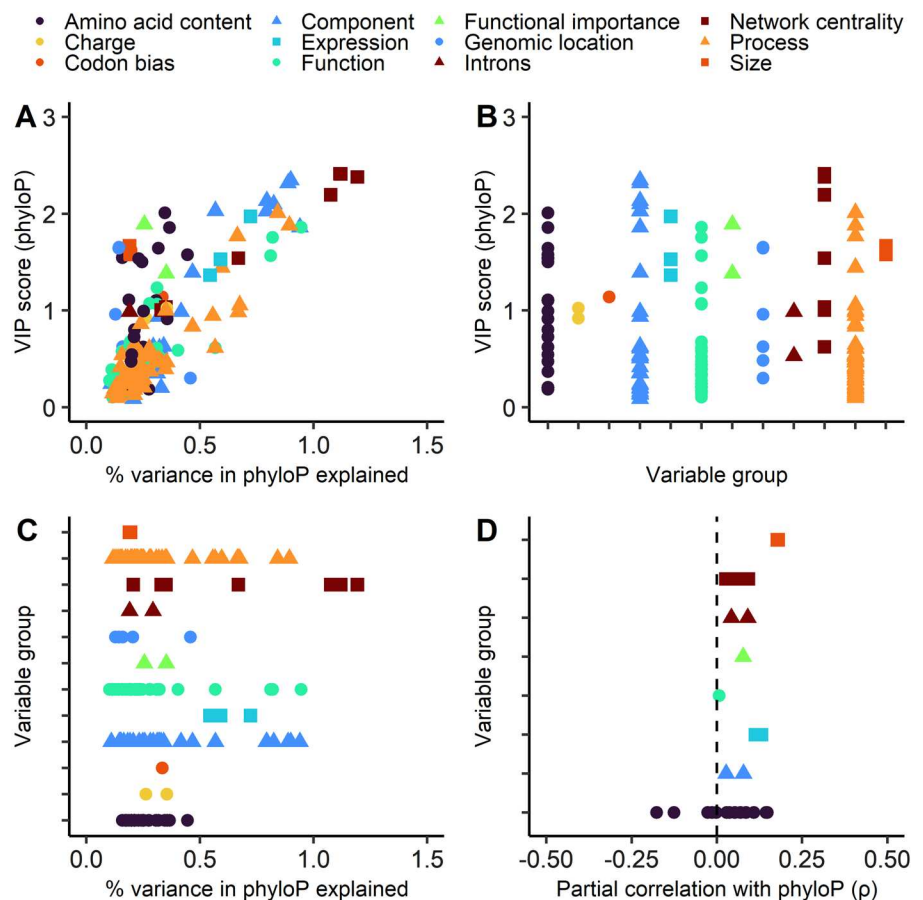 Amino acid content Component Functional importance Network centrality
Charge Expression Genomic location Process
Codon bias Function Introns Size
A
3
2
1
0
VIP score (phyloP)
0.0 0.5 1.0 1.5
% variance in phyloP explained
B
3
2
1
0
VIP score (phyloP)
Variable group
C
Variable group
0.0 0.5 1.0 1.5
% variance in phyloP explained
D
Variable group
-0.50 -0.25 0.00 0.25 0.50
Partial correlation with phyloP (ρ)